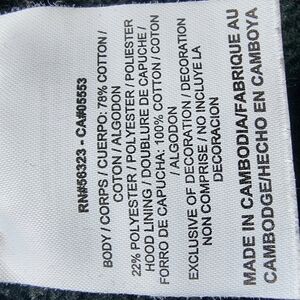 RN#56323 - CA#05553
BODY / CORPS / CUERPO: 78% COTTON /
COTON / ALGODON
22% POLYESTER / POLYESTER / POLIESTER
HOOD LINING / DOUBLURE DE CAPUCHE /
FORRO DE CAPUCHA: 100% COTTON / COTON
/ ALGODON
EXCLUSIVE OF DECORATION / DECORATION
NON COMPRISE / NO INCLUYE LA
DECORACION
MADE IN CAMBODIA/FABRIQUE AU
CAMBODGE/HECHO EN CAMBOYA